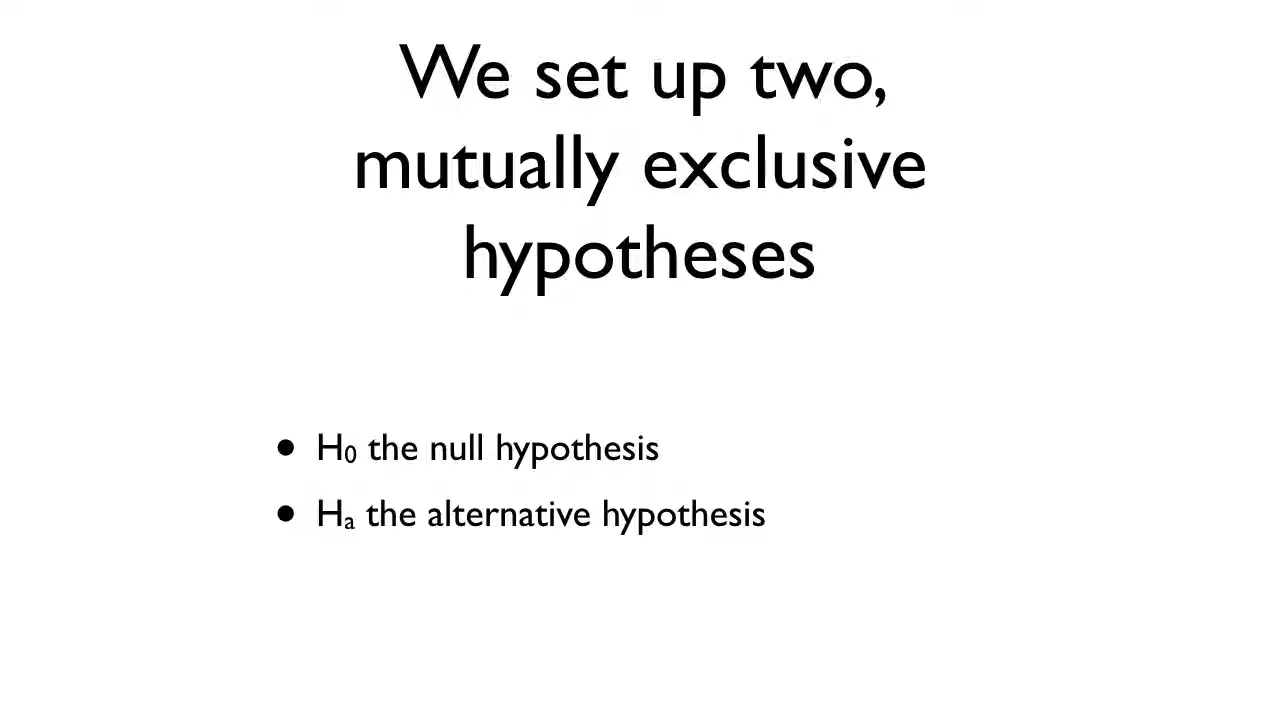 We set up two,
mutually exclusive
hypotheses
• H₀ the null hypothesis
• Hₐ the alternative hypothesis